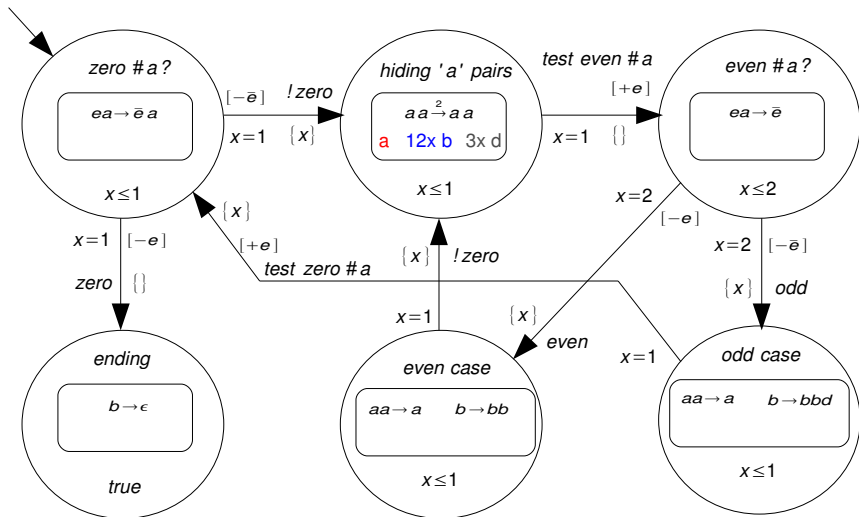 zero # a ?
ea → ē a
x ≤ 1
[−ē]
! zero
x=1
{x}
hiding ' a' pairs
a a →² a a
a 12x b 3x d
x ≤ 1
test even # a
[+e]
x=1
{}
even # a?
ea → ē
x ≤ 2
x=1
[−e]
zero
{}
{x}
[+e]
test zero # a
{x}
! zero
x=1
x=2
[−e]
{x}
even
x=2
[−ē]
{x}
odd
x=1
ending
b → ϵ
true
even case
aa → a b → bb
x ≤ 1
odd case
aa → a b → bbd
x ≤ 1